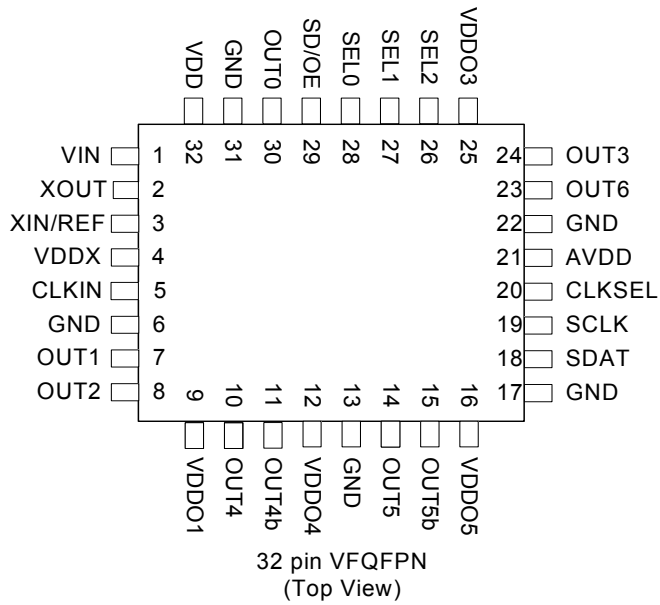 VDD
GND
OUT0
SD/OE
SEL0
SEL1
SEL2
VDDO3
32
31
30
29
28
27
26
25
VIN 1
XOUT 2
XIN/REF 3
VDDX 4
CLKIN 5
GND 6
OUT1 7
OUT2 8
24 OUT3
23 OUT6
22 GND
21 AVDD
20 CLKSEL
19 SCLK
18 SDAT
17 GND
9
10
11
12
13
14
15
16
VDDO1
OUT4
OUT4b
VDDO4
GND
OUT5
OUT5b
VDDO5
32 pin VFQFPN
(Top View)